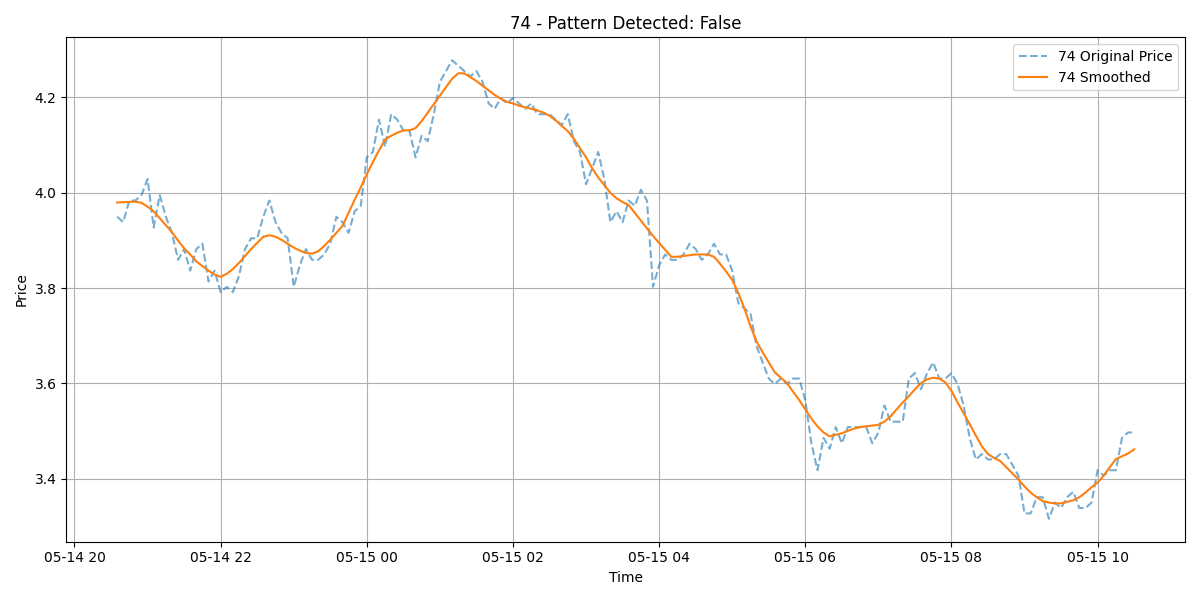 74 - Pattern Detected: False
74 Original Price
74 Smoothed
4.2
4.0
3.8
3.6
3.4
Price
05-14 20
05-14 22
05-15 00
05-15 02
05-15 04
05-15 06
05-15 08
05-15 10
Time